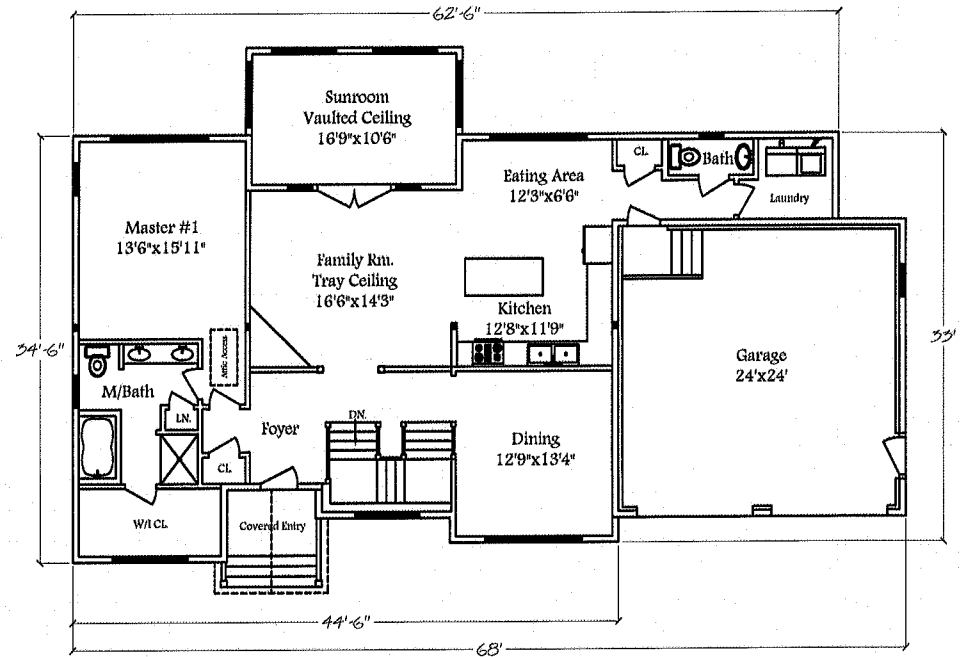 62'-6"
Sunroom
Vaulted Ceiling
16'9"x10'6"
CL.
Bath
Eating Area
12'3"x6'6"
Laundry
Master #1
13'6"x15'11"
Family Rm.
Tray Ceiling
16'6"x14'3"
Kitchen
12'8"x11'9"
34'-6"
33'
Garage
24'x24'
Attic Access
M/Bath
LN.
DN.
Foyer
Dining
12'9"x13'4"
CL.
W/I CL.
Covered Entry
44'-6"
68'